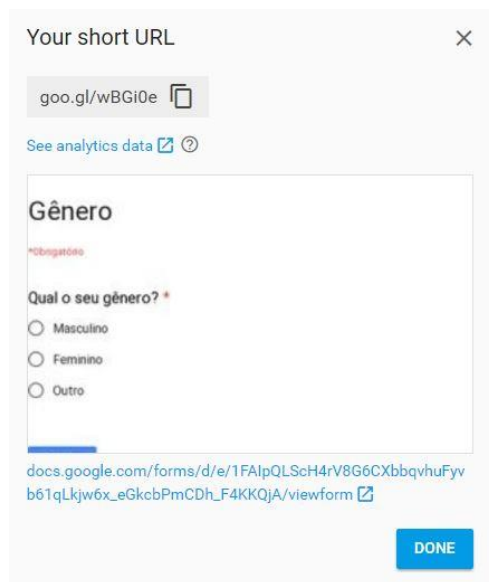 Your short URL
goo.gl/wBGi0e
See analytics data
Gênero
*Obrigatório
Qual o seu gênero? *
Masculino
Feminino
Outro
docs.google.com/forms/d/e/1FAIpQLScH4rV8G6CXbbqvhuFyv
b61qLkjw6x_eGkcbPmCDh_F4KKQjA/viewform
DONE